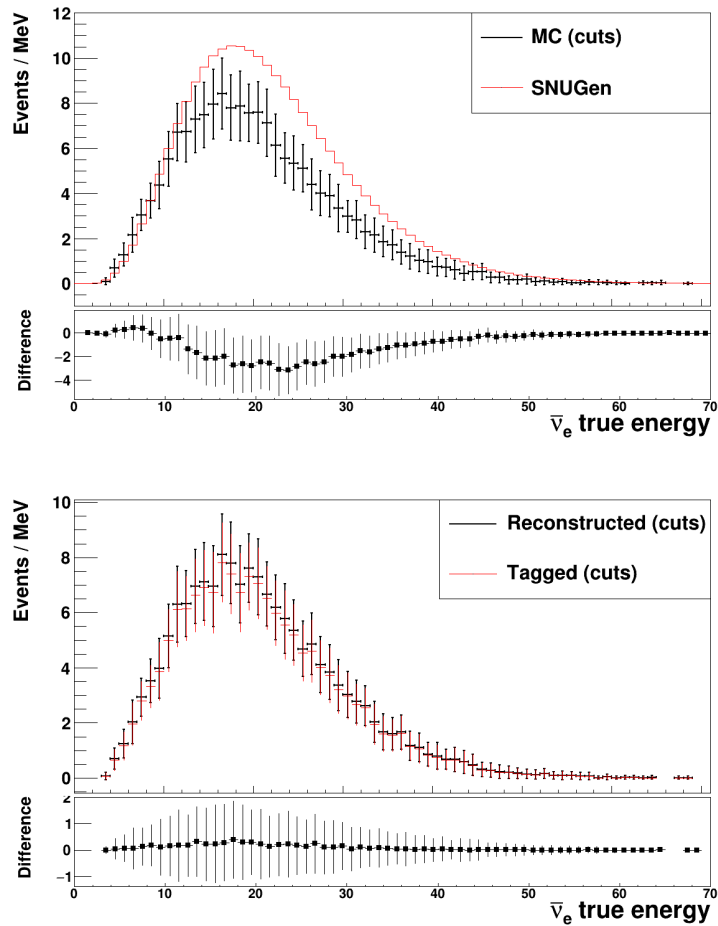 12
10
8
6
4
2
0
Events / MeV
MC (cuts)
SNUGen
0
−2
−4
Difference
0 10 20 30 40 50 60 70
ν̅e true energy
10
8
6
4
2
0
Events / MeV
Reconstructed (cuts)
Tagged (cuts)
2
1
0
−1
Difference
0 10 20 30 40 50 60 70
ν̅e true energy